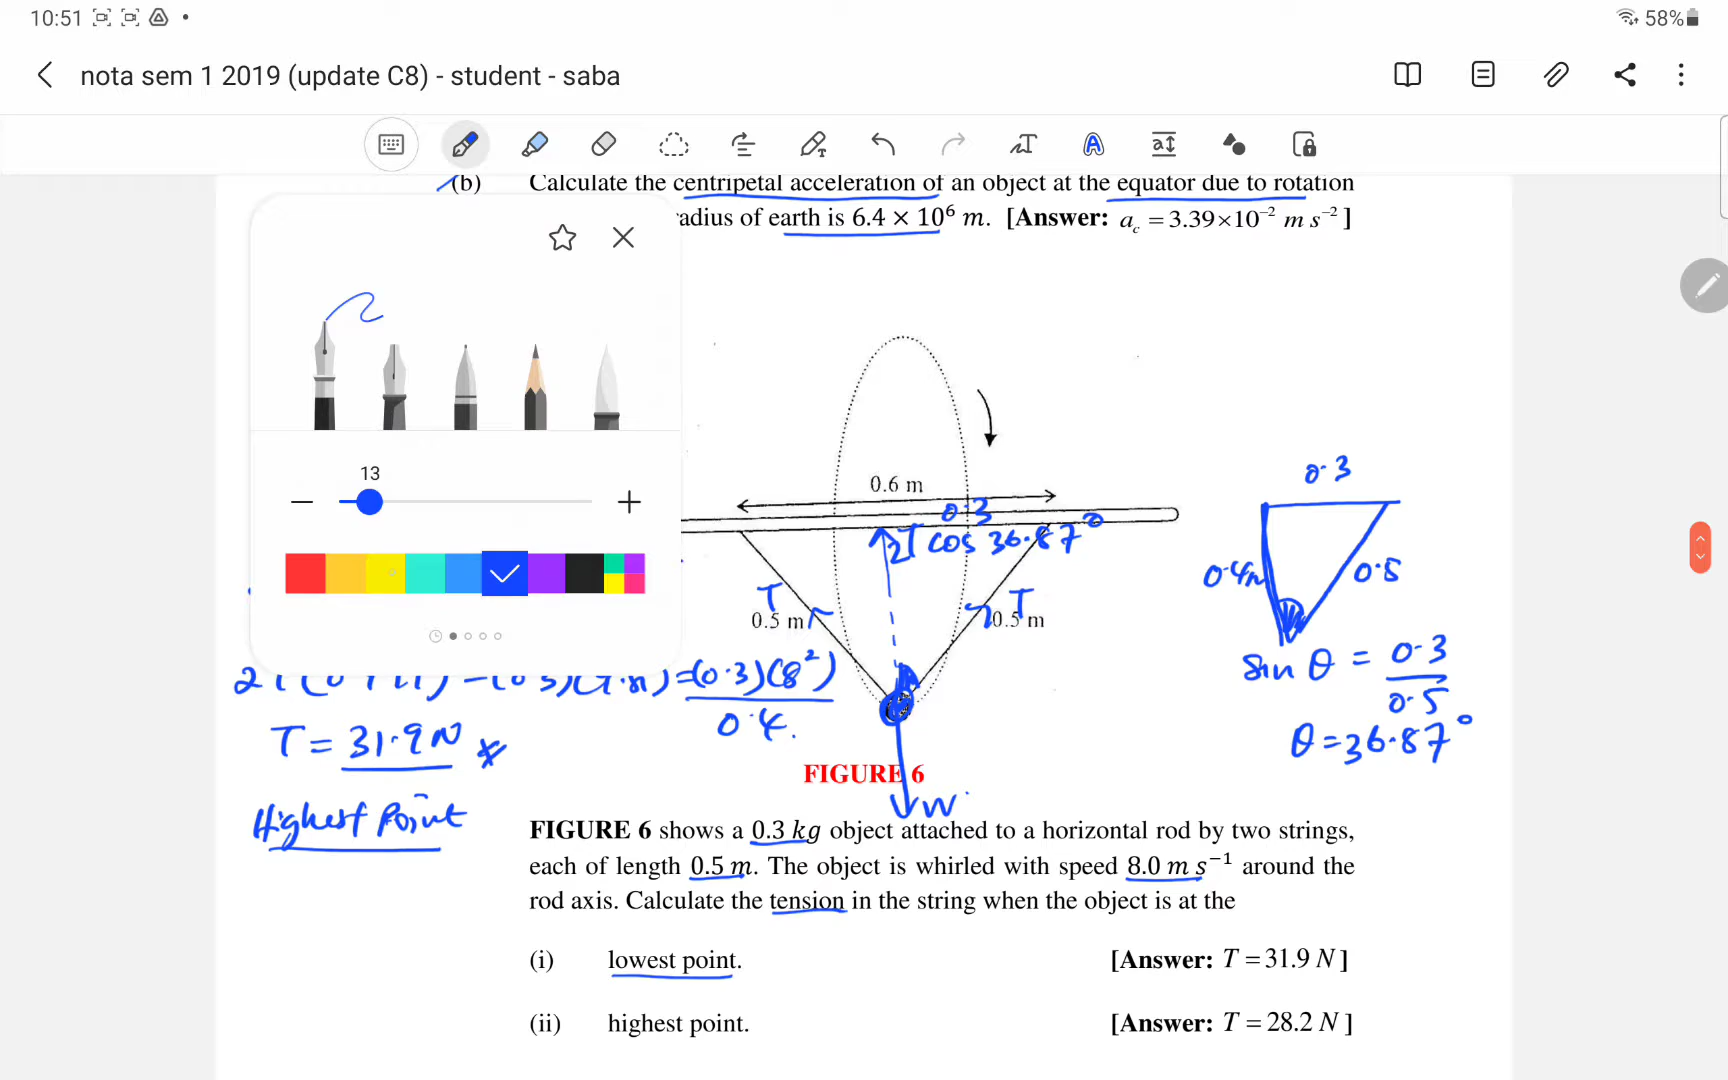 10:51
58%
nota sem 1 2019 (update C8) - student - saba
(b) Calculate the centripetal acceleration of an object at the equator due to rotation
adius of earth is 6.4 × 10⁶ m. [Answer: a_c = 3.39×10⁻² m s⁻²]
13
0.6 m
0.3
2T cos 36.87°
T
0.5 m
T
0.5 m
0.3
0.4m
0.5
sin θ = 0.3/0.5
θ = 36.87°
= (0.3)(8²)/0.4.
T = 31.9 N
Highest Point
W
FIGURE 6
FIGURE 6 shows a 0.3 kg object attached to a horizontal rod by two strings,
each of length 0.5 m. The object is whirled with speed 8.0 m s⁻¹ around the
rod axis. Calculate the tension in the string when the object is at the
(i) lowest point. [Answer: T = 31.9 N]
(ii) highest point. [Answer: T = 28.2 N]